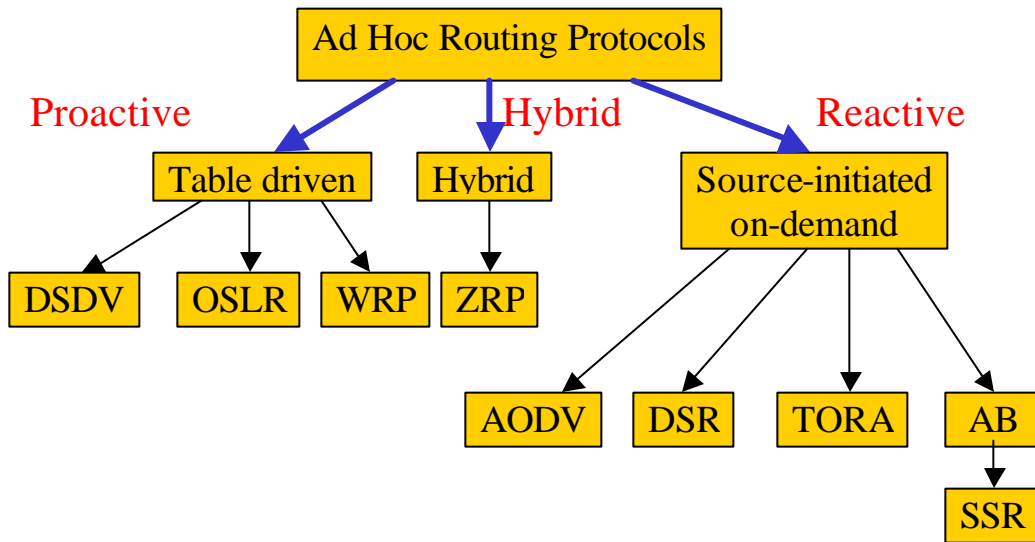 Ad Hoc Routing Protocols
Proactive
Hybrid
Reactive
Table driven
Hybrid
Source-initiated
on-demand
DSDV
OSLR
WRP
ZRP
AODV
DSR
TORA
AB
SSR